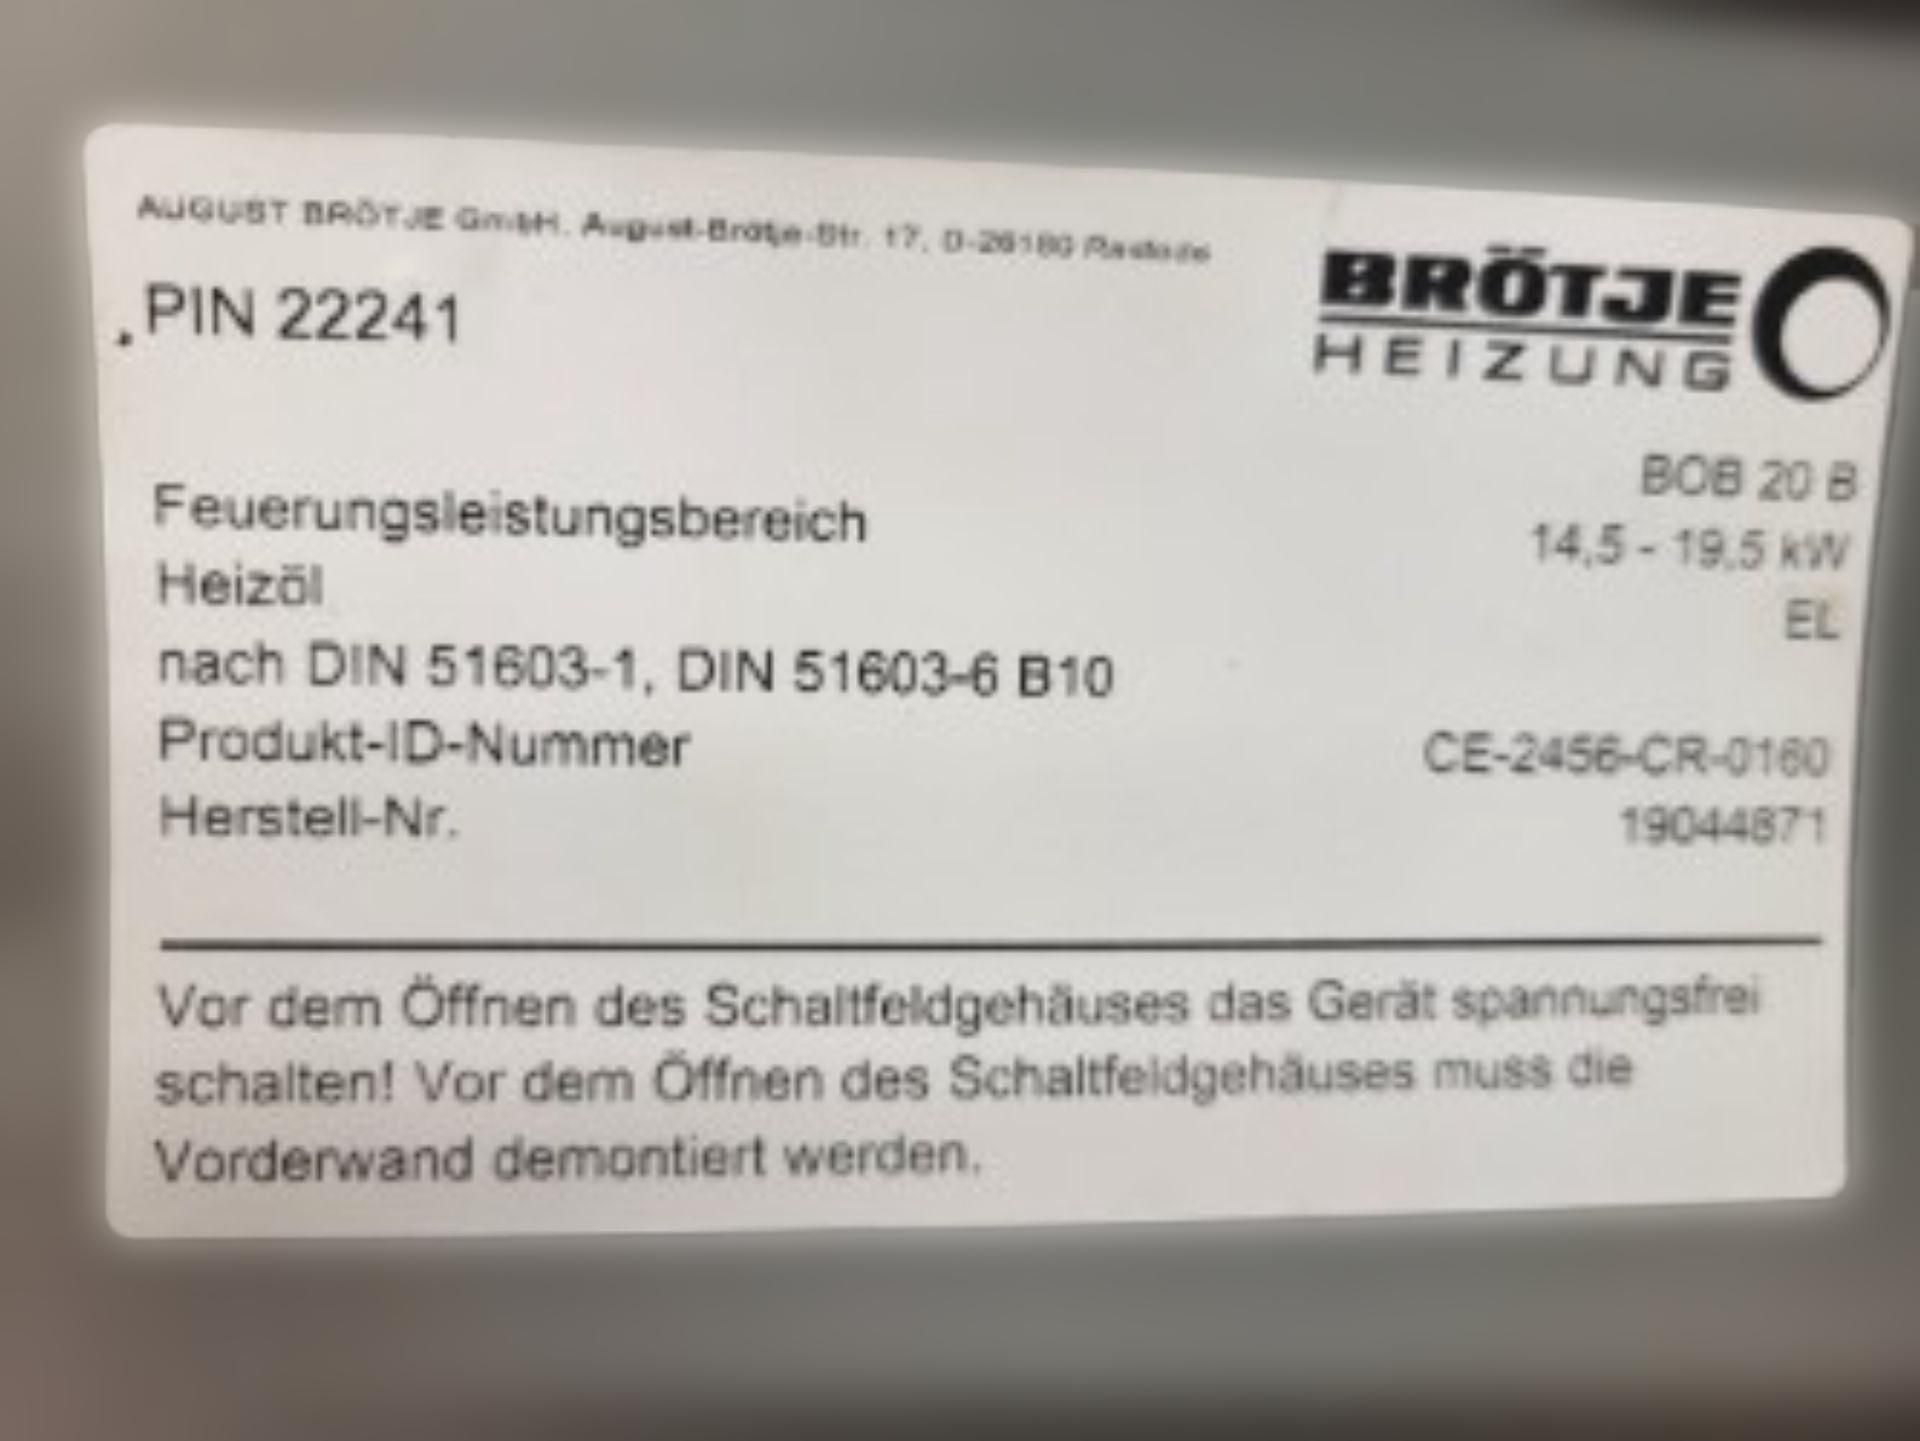 AUGUST BRÖTJE GmbH. August-Brötje-Str. 17, D-26180 Rastede
PIN 22241
BRÖTJE
HEIZUNG
BOB 20 B
Feuerungsleistungsbereich 14,5 - 19,5 kW
Heizöl EL
nach DIN 51603-1, DIN 51603-6 B10
Produkt-ID-Nummer CE-2456-CR-0160
Herstell-Nr. 19044871
Vor dem Öffnen des Schaltfeldgehäuses das Gerät spannungsfrei
schalten! Vor dem Öffnen des Schaltfeldgehäuses muss die
Vorderwand demontiert werden.